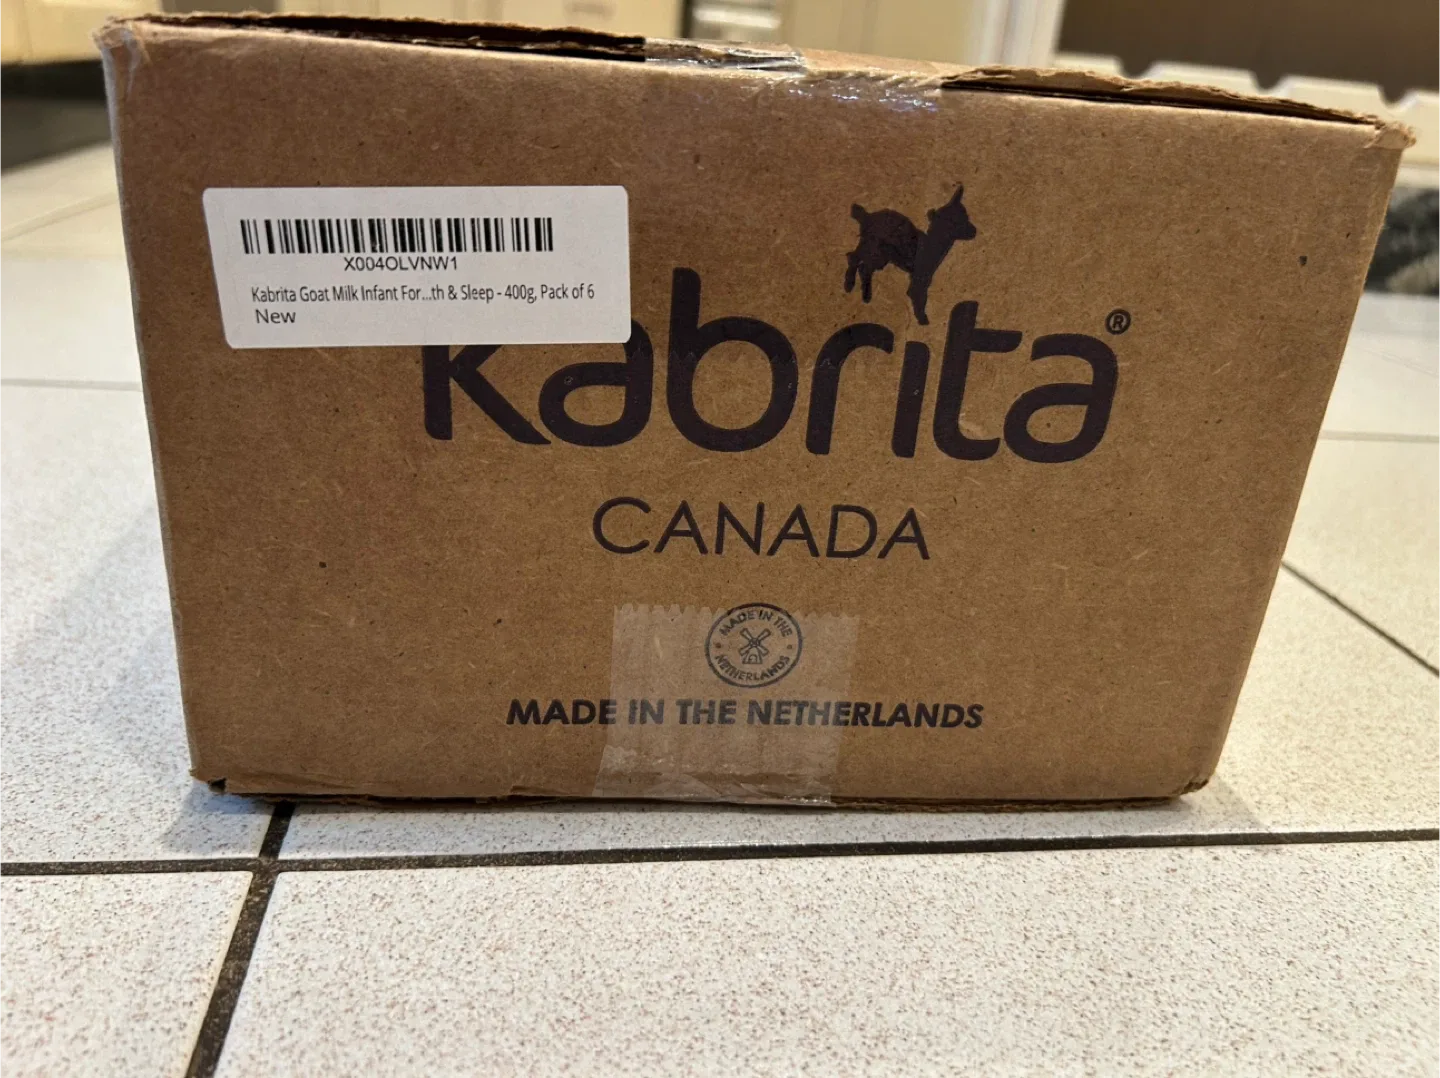 X004OLVNW1
Kabrita Goat Milk Infant For...th & Sleep - 400g, Pack of 6
New
kabrita®
CANADA
MADE IN THE
NETHERLANDS
MADE IN THE NETHERLANDS